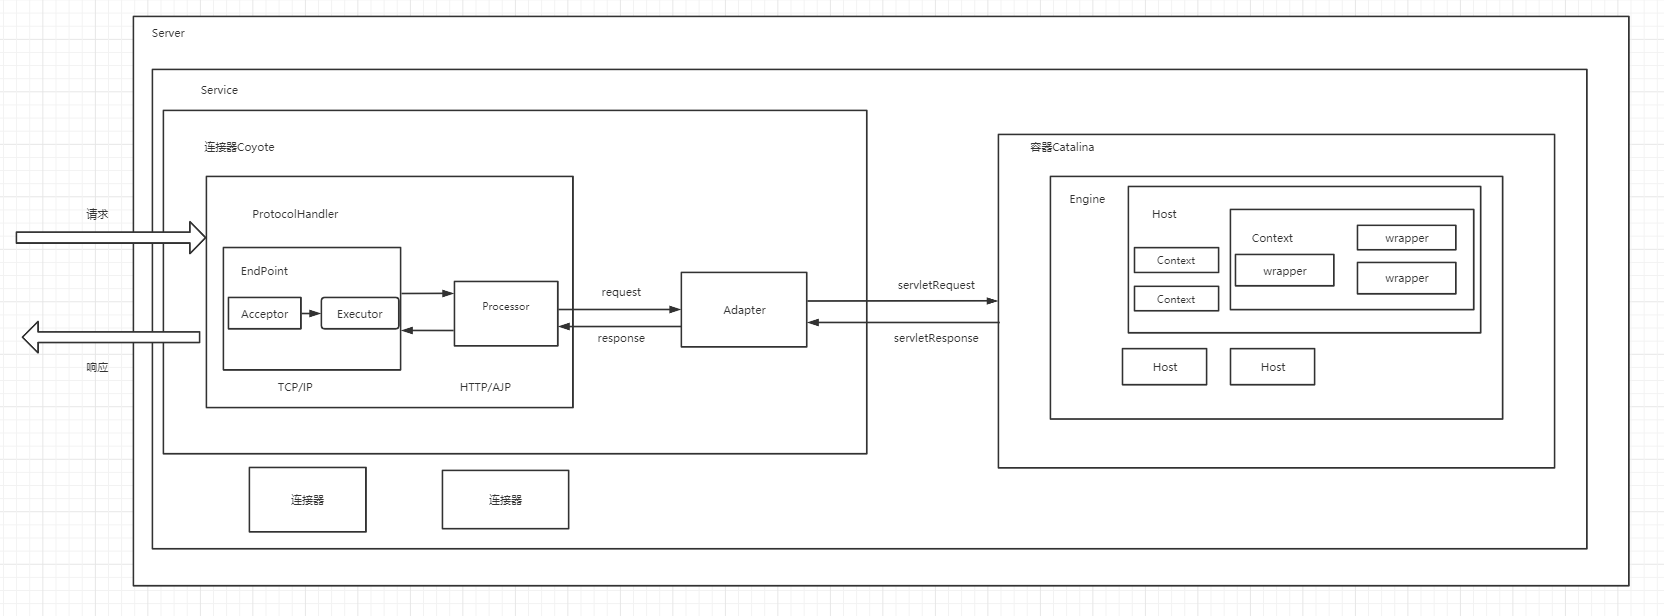 Server
Service
连接器Coyote
请求
ProtocolHandler
EndPoint
Acceptor
Executor
Processor
TCP/IP
HTTP/AJP
响应
request
response
Adapter
servletRequest
servletResponse
容器Catalina
Engine
Host
Context
Context
Context
wrapper
wrapper
wrapper
Host
Host
连接器
连接器